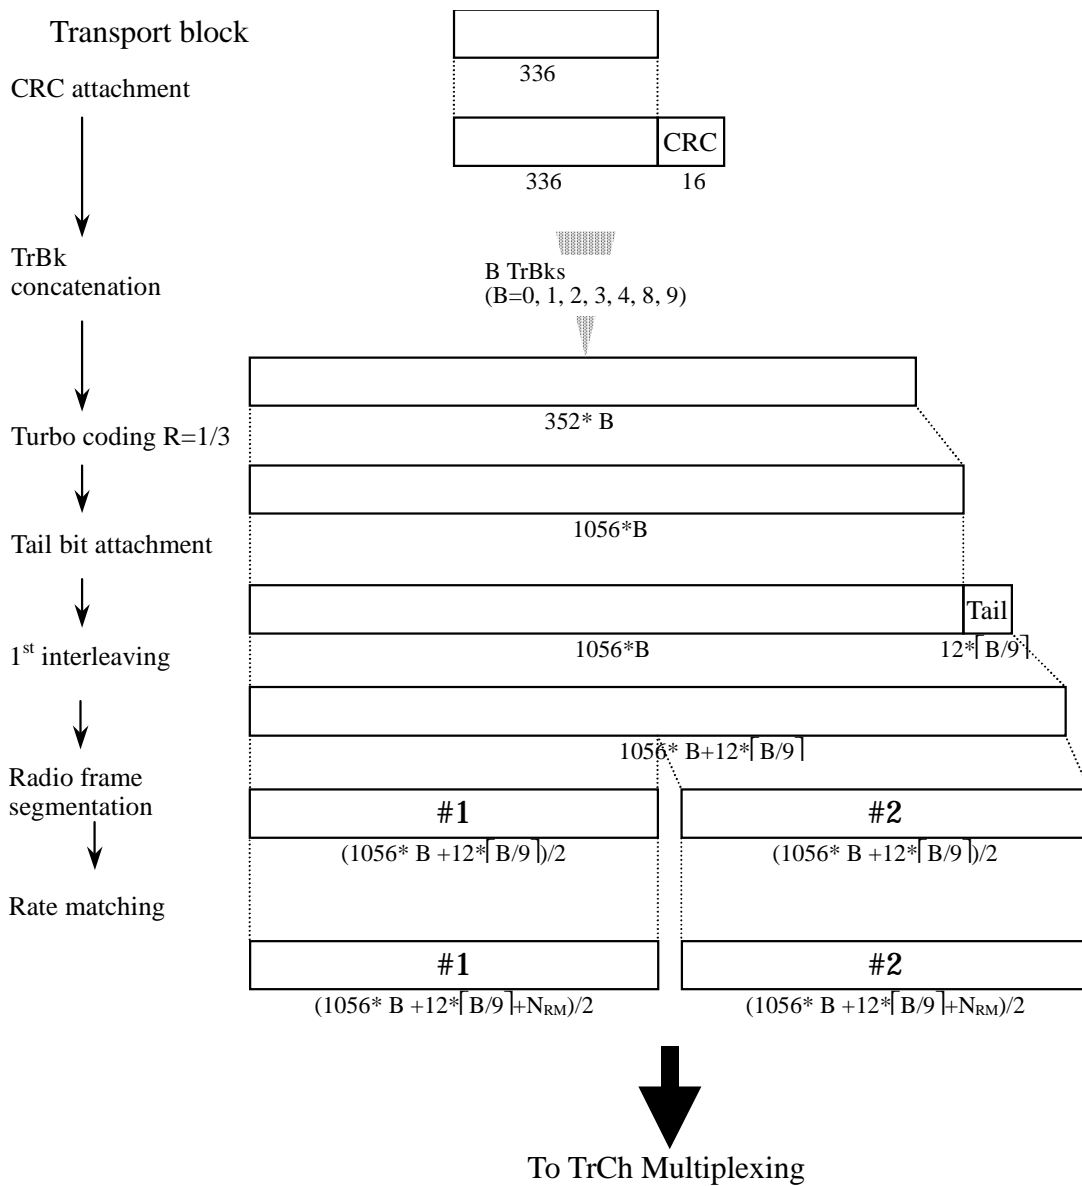 Transport block
336
CRC attachment
CRC
336 16
TrBk
concatenation
B TrBks
(B=0, 1, 2, 3, 4, 8, 9)
352* B
Turbo coding R=1/3
1056*B
Tail bit attachment
Tail
1056*B 12*⌈B/9⌉
1st interleaving
1056* B+12*⌈B/9⌉
Radio frame
segmentation
#1 #2
(1056* B +12*⌈B/9⌉)/2 (1056* B +12*⌈B/9⌉)/2
Rate matching
#1 #2
(1056* B +12*⌈B/9⌉+NRM)/2 (1056* B +12*⌈B/9⌉+NRM)/2
To TrCh Multiplexing